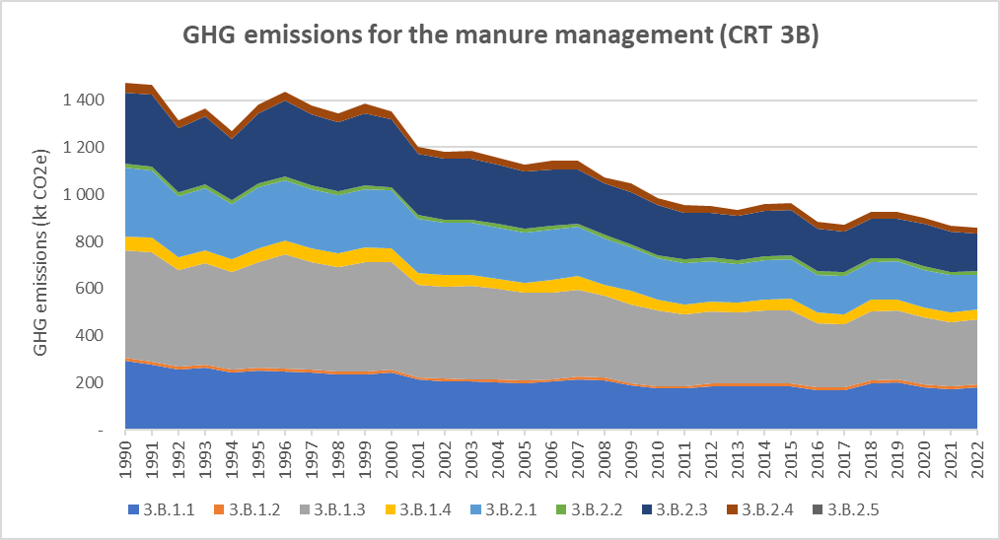 GHG emissions for the manure management (CRT 3B)
GHG emissions (kt CO2e)
1 400
1 200
1 000
800
600
400
200
-
1990 1991 1992 1993 1994 1995 1996 1997 1998 1999 2000 2001 2002 2003 2004 2005 2006 2007 2008 2009 2010 2011 2012 2013 2014 2015 2016 2017 2018 2019 2020 2021 2022
3.B.1.1 3.B.1.2 3.B.1.3 3.B.1.4 3.B.2.1 3.B.2.2 3.B.2.3 3.B.2.4 3.B.2.5